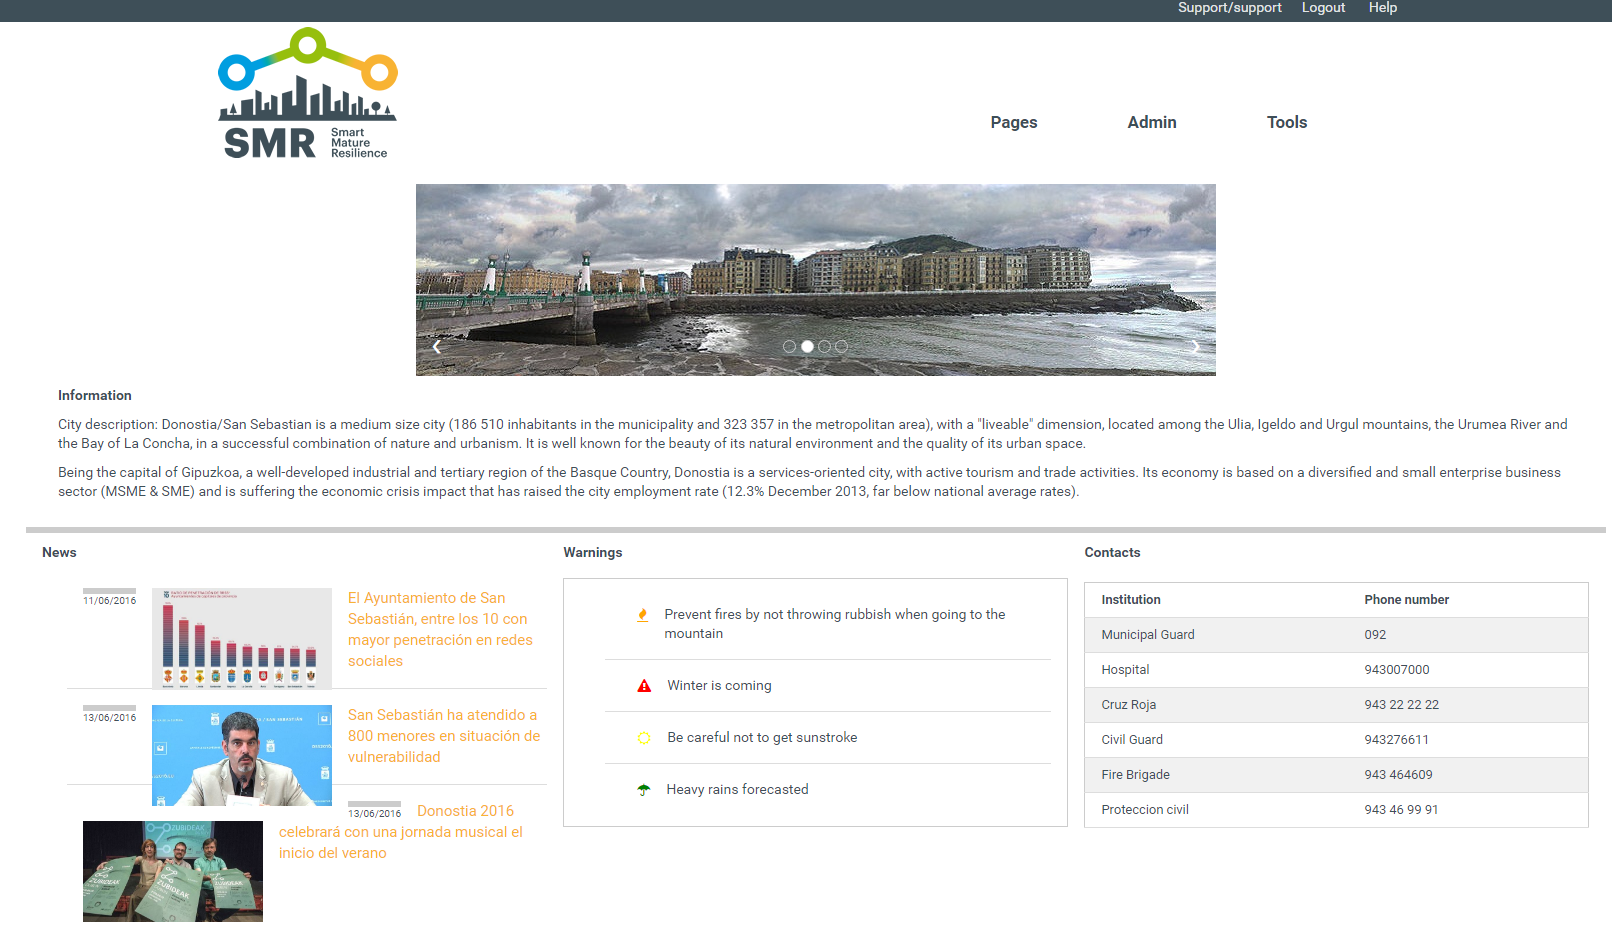 Support/support Logout Help
SMR Smart
Mature
Resilience
Pages Admin Tools
Information
City description: Donostia/San Sebastian is a medium size city (186 510 inhabitants in the municipality and 323 357 in the metropolitan area), with a "liveable" dimension, located among the Ulia, Igeldo and Urgul mountains, the Urumea River and
the Bay of La Concha, in a successful combination of nature and urbanism. It is well known for the beauty of its natural environment and the quality of its urban space.
Being the capital of Gipuzkoa, a well-developed industrial and tertiary region of the Basque Country, Donostia is a services-oriented city, with active tourism and trade activities. Its economy is based on a diversified and small enterprise business
sector (MSME & SME) and is suffering the economic crisis impact that has raised the city employment rate (12.3% December 2013, far below national average rates).
News
11/06/2016
El Ayuntamiento de San
Sebastián, entre los 10 con
mayor penetración en redes
sociales
13/06/2016
San Sebastián ha atendido a
800 menores en situación de
vulnerabilidad
13/06/2016 Donostia 2016
celebrará con una jornada musical el
inicio del verano
ZUBIDEAK
ZUBIDEAK
ZUBIDEAK
Warnings
Prevent fires by not throwing rubbish when going to the
mountain
Winter is coming
Be careful not to get sunstroke
Heavy rains forecasted
Contacts
Institution Phone number
Municipal Guard 092
Hospital 943007000
Cruz Roja 943 22 22 22
Civil Guard 943276611
Fire Brigade 943 464609
Proteccion civil 943 46 99 91